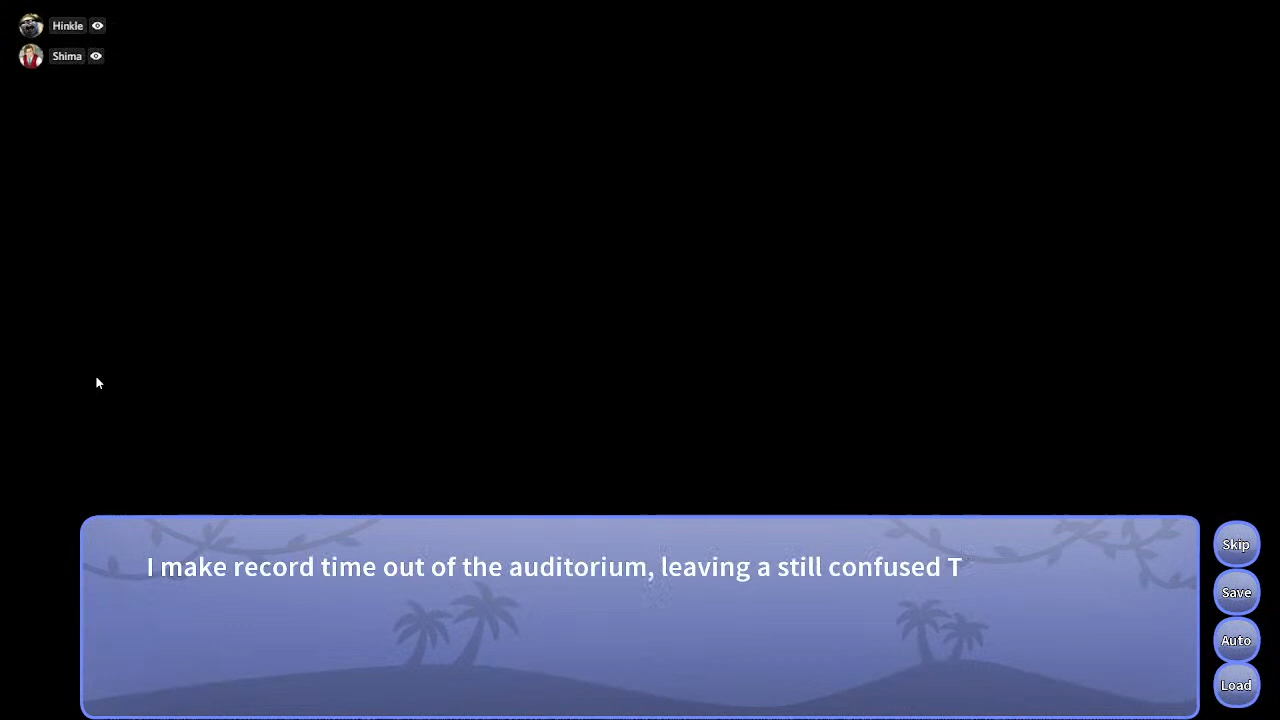 Hinkle
Shima
I make record time out of the auditorium, leaving a still confused T
Skip
Save
Auto
Load